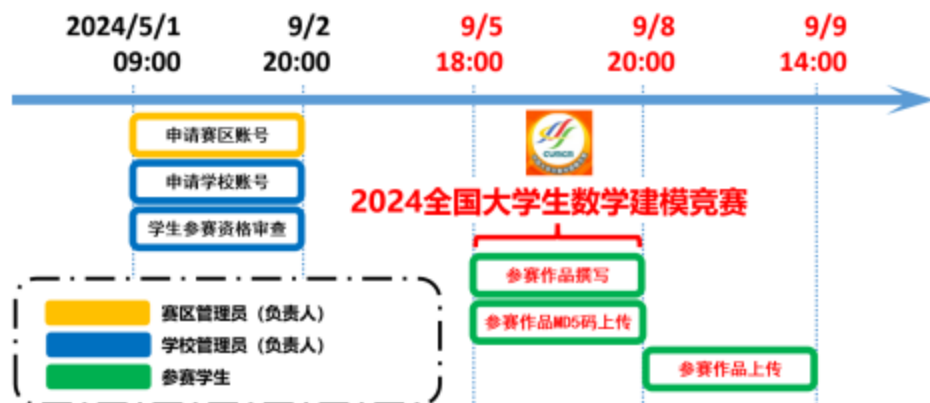 2024/5/1 9/2 9/5 9/8 9/9
09:00 20:00 18:00 20:00 14:00
申请赛区账号
申请学校账号
学生参赛资格审查
CUMCM
2024全国大学生数学建模竞赛
参赛作品撰写
参赛作品MD5码上传
参赛作品上传
赛区管理员（负责人）
学校管理员（负责人）
参赛学生